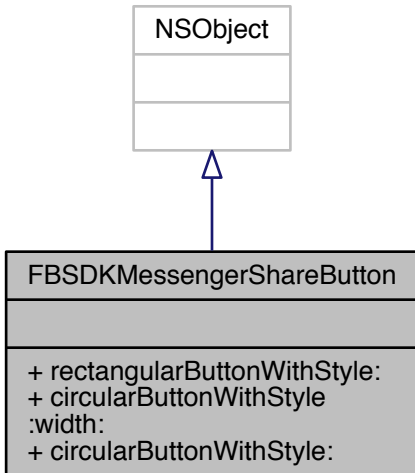 NSObject
FBSDKMessengerShareButton
+ rectangularButtonWithStyle:
+ circularButtonWithStyle
:width:
+ circularButtonWithStyle: